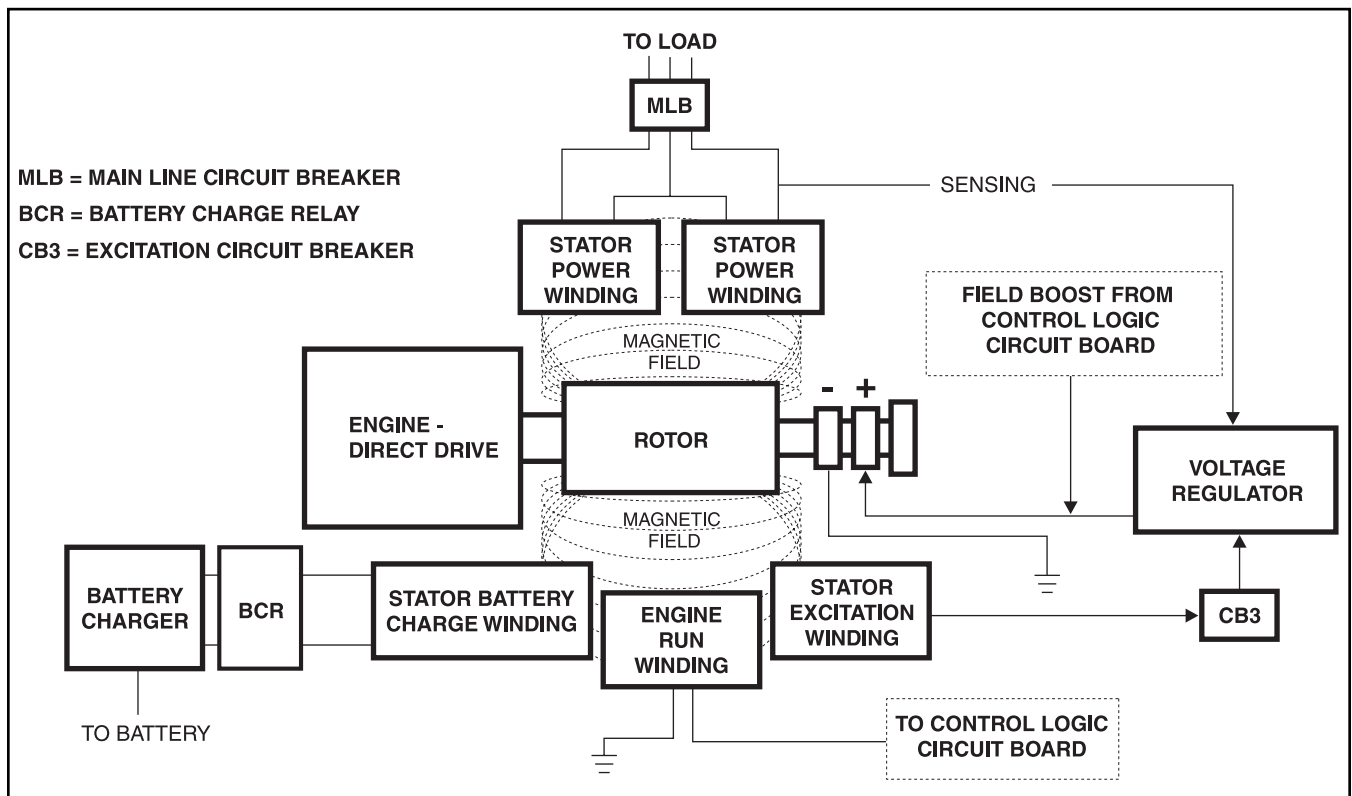 TO LOAD
MLB
MLB = MAIN LINE CIRCUIT BREAKER
BCR = BATTERY CHARGE RELAY
CB3 = EXCITATION CIRCUIT BREAKER
SENSING
STATOR
POWER
WINDING
STATOR
POWER
WINDING
FIELD BOOST FROM
CONTROL LOGIC
CIRCUIT BOARD
MAGNETIC
FIELD
ENGINE -
DIRECT DRIVE
ROTOR
- +
VOLTAGE
REGULATOR
MAGNETIC
FIELD
BATTERY
CHARGER
BCR
STATOR BATTERY
CHARGE WINDING
ENGINE
RUN
WINDING
STATOR
EXCITATION
WINDING
CB3
TO BATTERY
TO CONTROL LOGIC
CIRCUIT BOARD